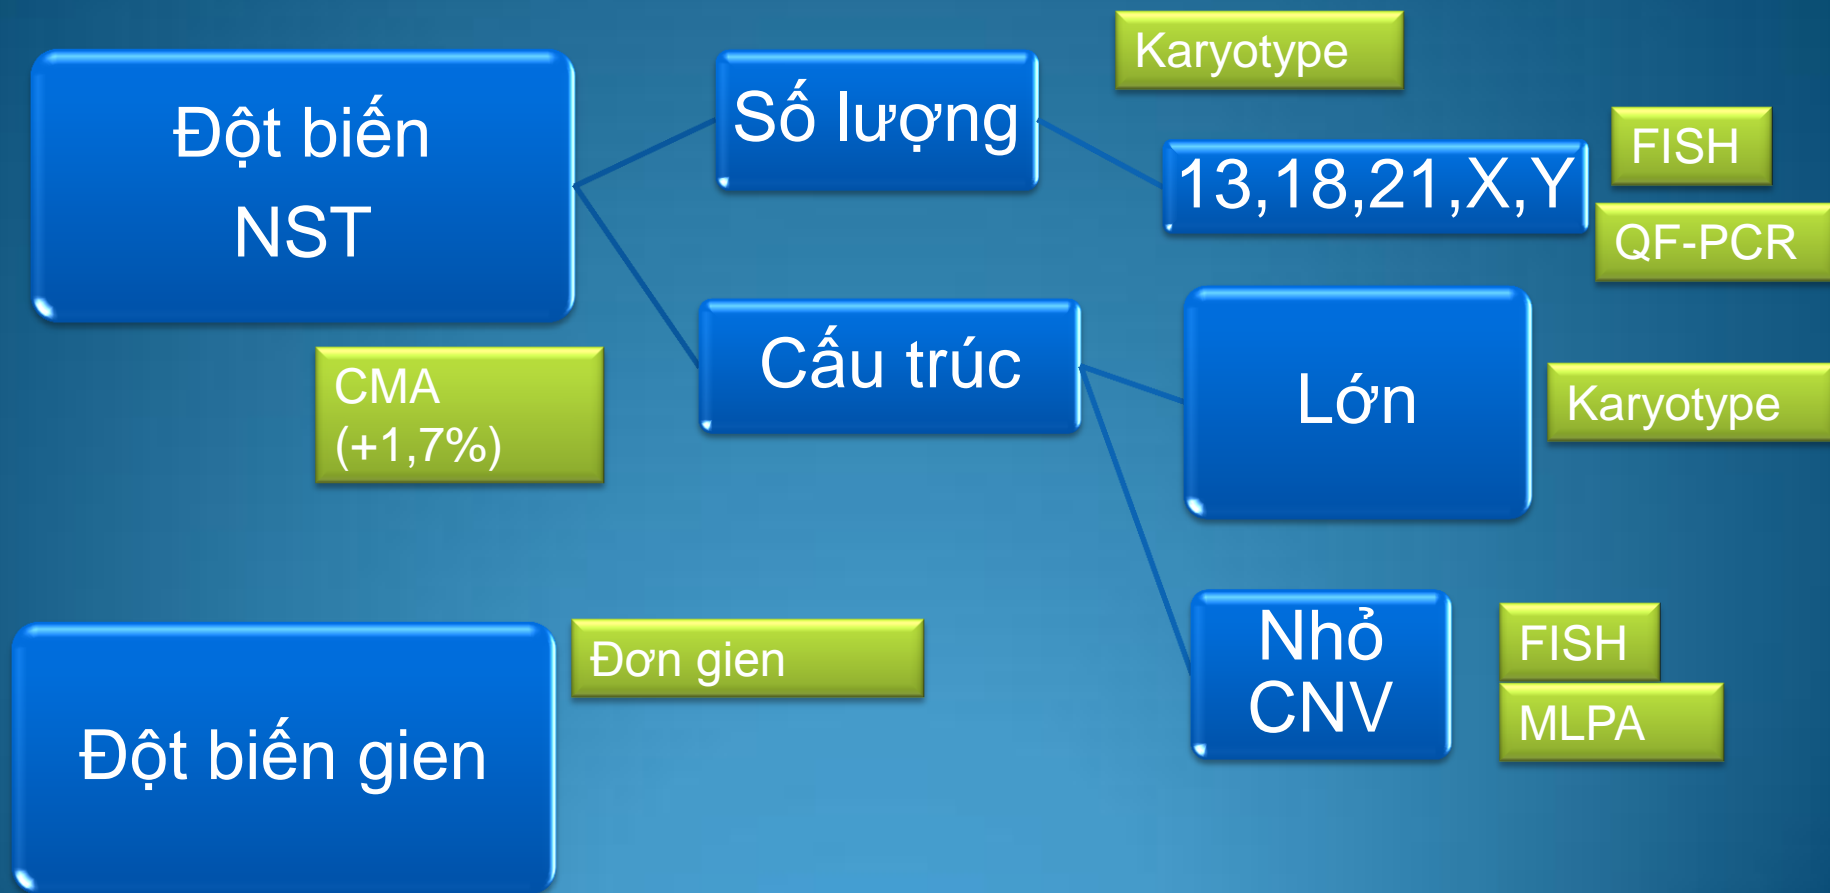 Karyotype
Đột biến
NST
Số lượng
13,18,21,X,Y
FISH
QF-PCR
CMA
(+1,7%)
Cấu trúc
Lớn
Karyotype
Nhỏ
CNV
FISH
MLPA
Đột biến gien
Đơn gien